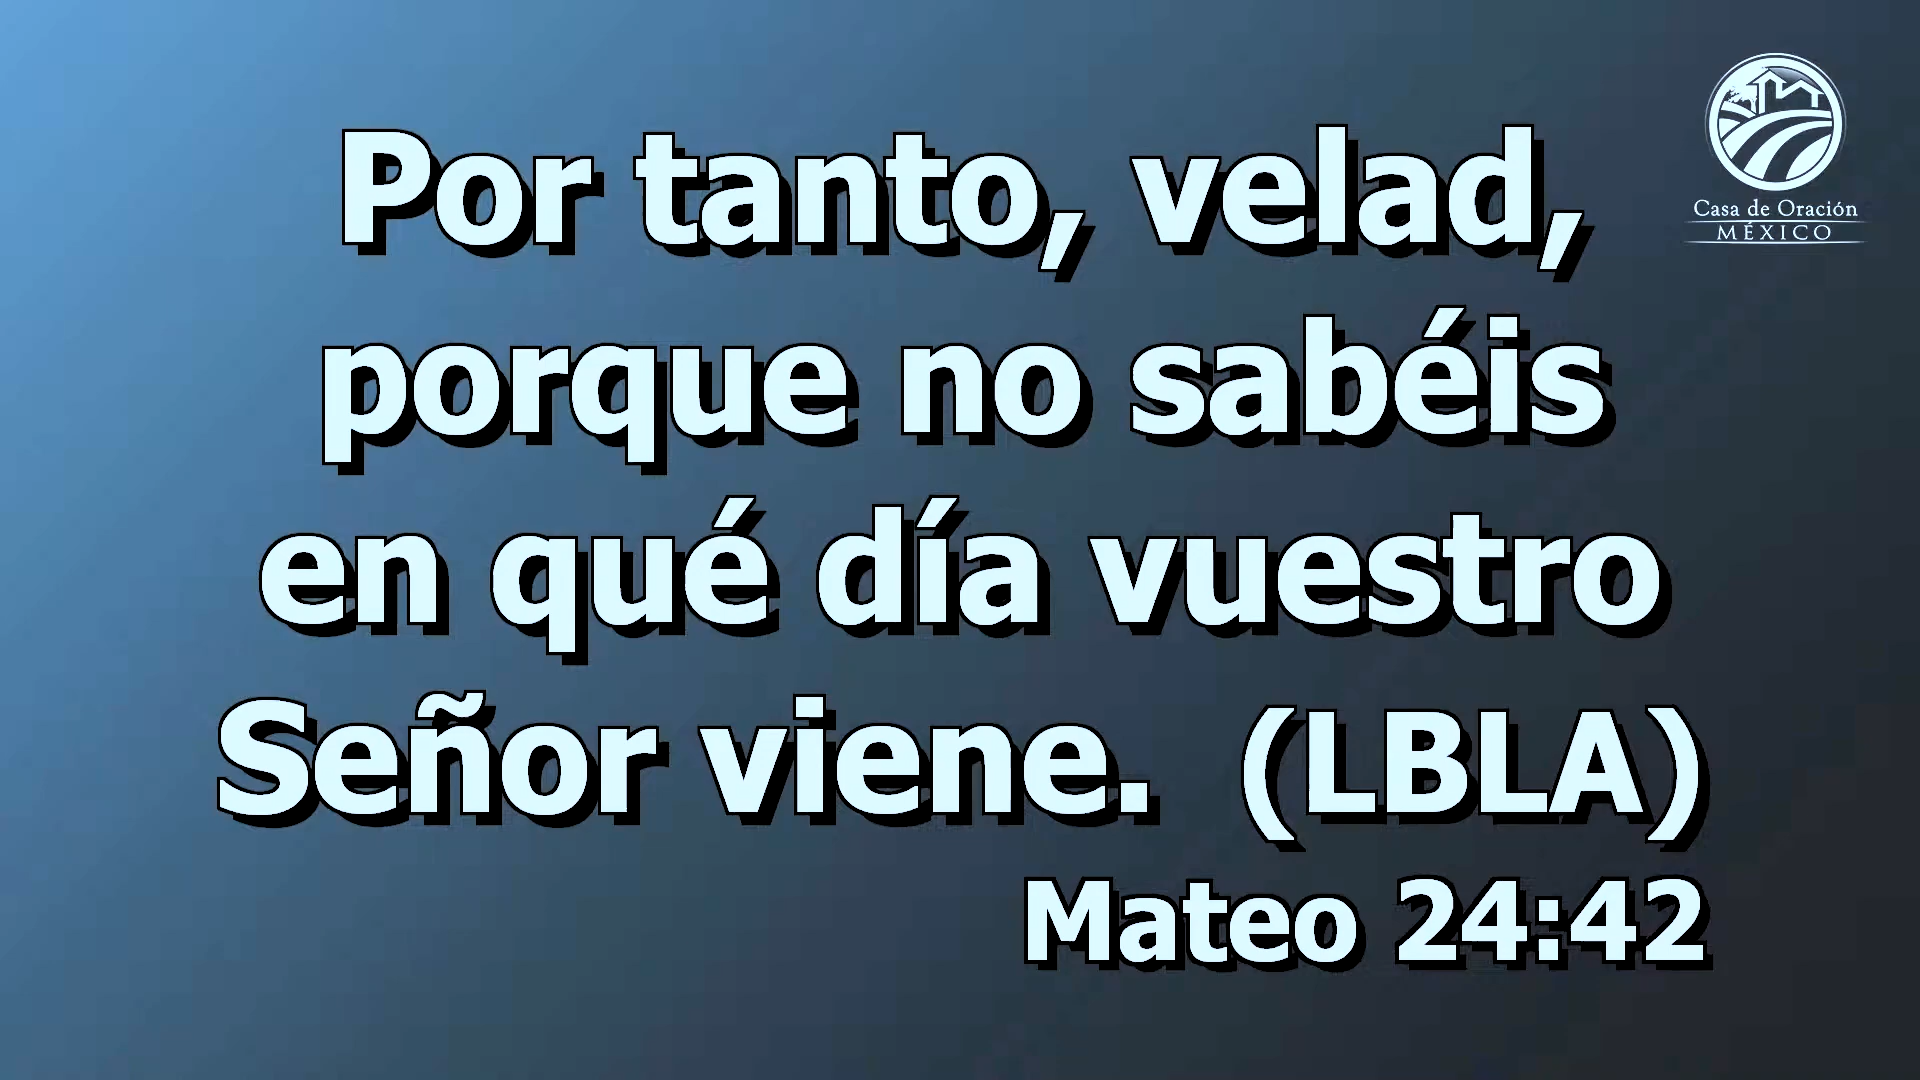 Por tanto, velad,
porque no sabéis
en qué día vuestro
Señor viene.  (LBLA)
Mateo 24:42
Casa de Oración
MÉXICO